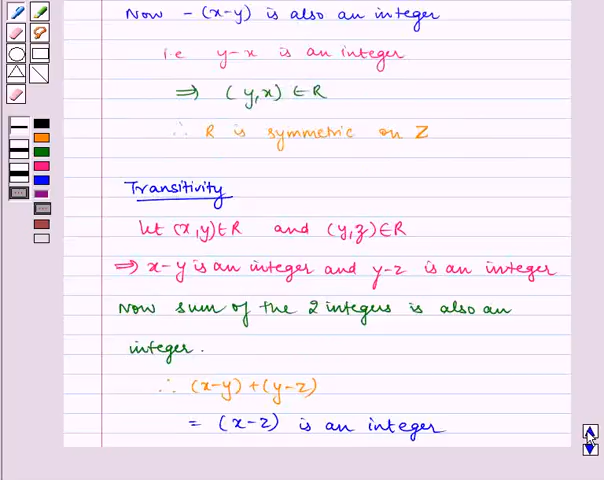 Now -(x-y) is also an integer
i.e y-x is an integer
⇒ (y,x) ∈ R
∴ R is symmetric on Z
Transitivity
let (x,y)∈R and (y,z)∈R
⇒ x-y is an integer and y-z is an integer
Now sum of the 2 integers is also an
integer.
∴ (x-y)+(y-z)
= (x-z) is an integer